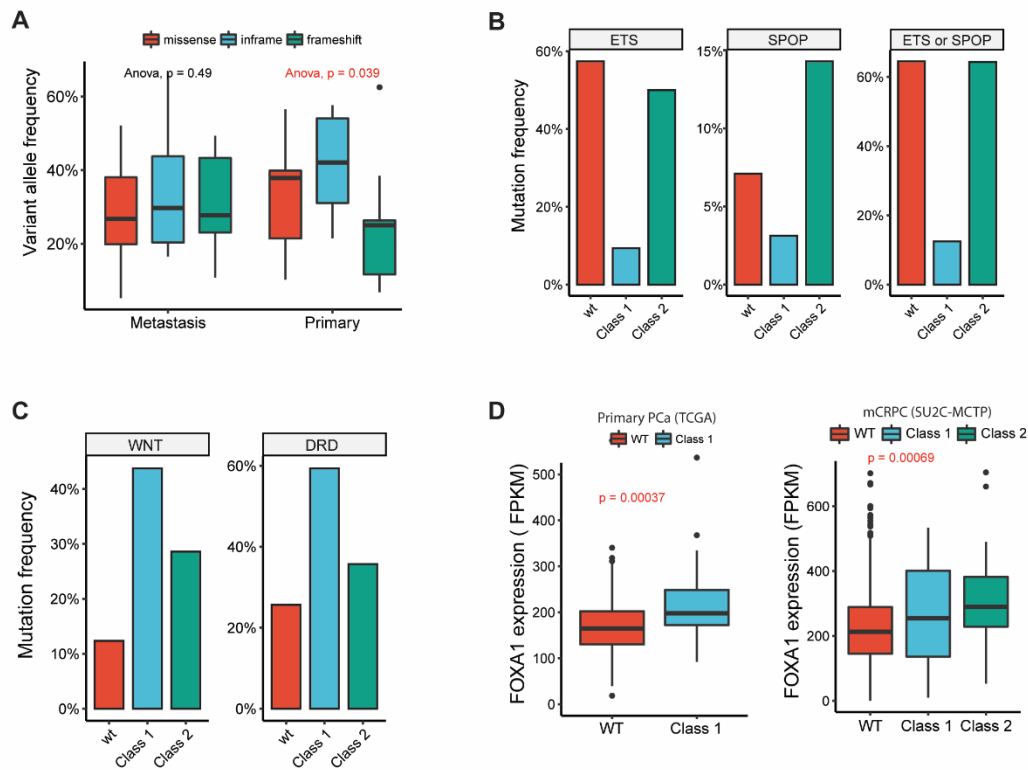 A
missense inframe frameshift
Anova, p = 0.49
Anova, p = 0.039
Variant allele frequency
60%
40%
20%
Metastasis
Primary
B
ETS
SPOP
ETS or SPOP
Mutation frequency
60%
40%
20%
0%
15%
10%
5%
0%
60%
40%
20%
0%
wt
Class 1
Class 2
wt
Class 1
Class 2
wt
Class 1
Class 2
C
WNT
DRD
Mutation frequency
40%
30%
20%
10%
0%
60%
40%
20%
0%
wt
Class 1
Class 2
wt
Class 1
Class 2
D
Primary PCa (TCGA)
WT Class 1
p = 0.00037
FOXA1 expression ( FPKM)
500
400
300
200
100
0
WT
Class 1
mCRPC (SU2C-MCTP)
WT Class 1 Class 2
p = 0.00069
FOXA1 expression (FPKM)
600
400
200
0
WT
Class 1
Class 2